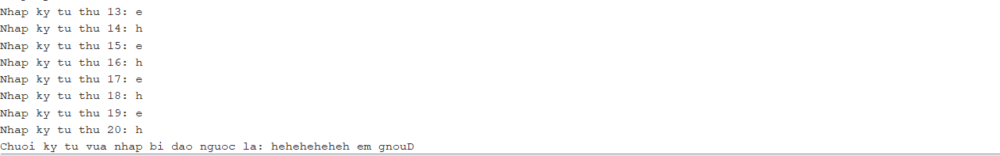 Nhap ky tu thu 13: e
Nhap ky tu thu 14: h
Nhap ky tu thu 15: e
Nhap ky tu thu 16: h
Nhap ky tu thu 17: e
Nhap ky tu thu 18: h
Nhap ky tu thu 19: e
Nhap ky tu thu 20: h
Chuoi ky tu vua nhap bi dao nguoc la: heheheheheh em gnouD